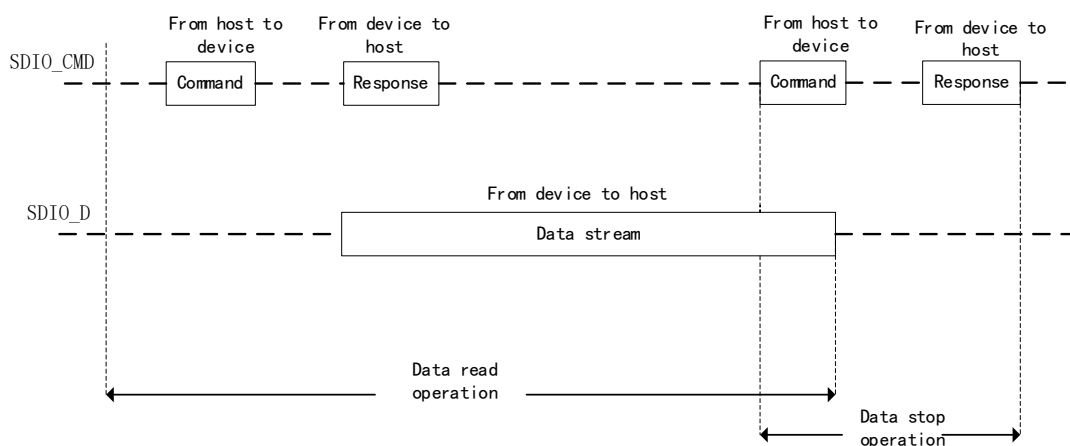 From host to
device
From device to
host
From host to
device
From device to
host
SDIO_CMD
Command
Response
Command
Response
From device to host
SDIO_D
Data stream
Data read
operation
Data stop
operation